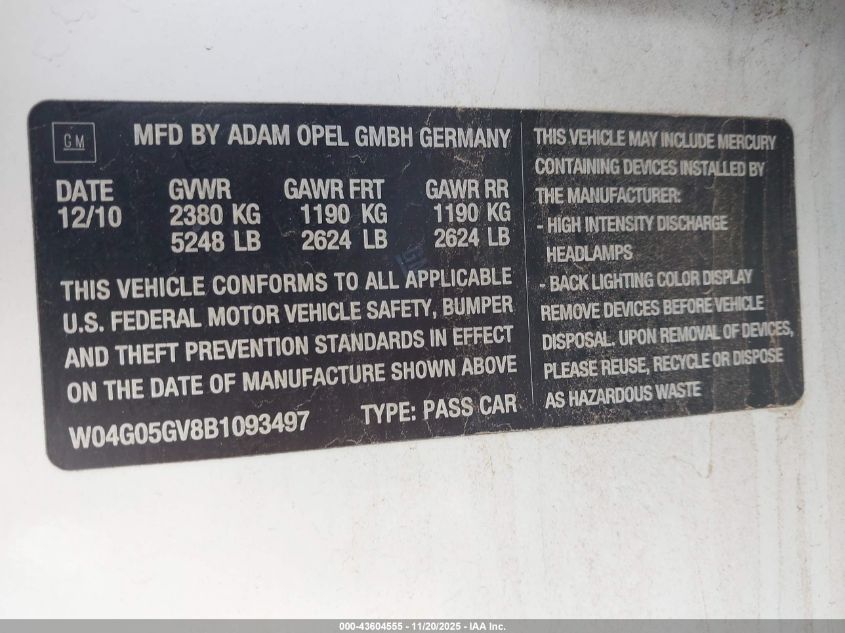 GM
MFD BY ADAM OPEL GMBH GERMANY
DATE GVWR GAWR FRT GAWR RR
12/10 2380 KG 1190 KG 1190 KG
5248 LB 2624 LB 2624 LB
THIS VEHICLE CONFORMS TO ALL APPLICABLE
U.S. FEDERAL MOTOR VEHICLE SAFETY, BUMPER
AND THEFT PREVENTION STANDARDS IN EFFECT
ON THE DATE OF MANUFACTURE SHOWN ABOVE
W04G05GV8B1093497 TYPE: PASS CAR
THIS VEHICLE MAY INCLUDE MERCURY
CONTAINING DEVICES INSTALLED BY
THE MANUFACTURER:
- HIGH INTENSITY DISCHARGE
HEADLAMPS
- BACK LIGHTING COLOR DISPLAY
REMOVE DEVICES BEFORE VEHICLE
DISPOSAL. UPON REMOVAL OF DEVICES,
PLEASE REUSE, RECYCLE OR DISPOSE
AS HAZARDOUS WASTE
000-43604555 - 11/20/2025 - IAA Inc.